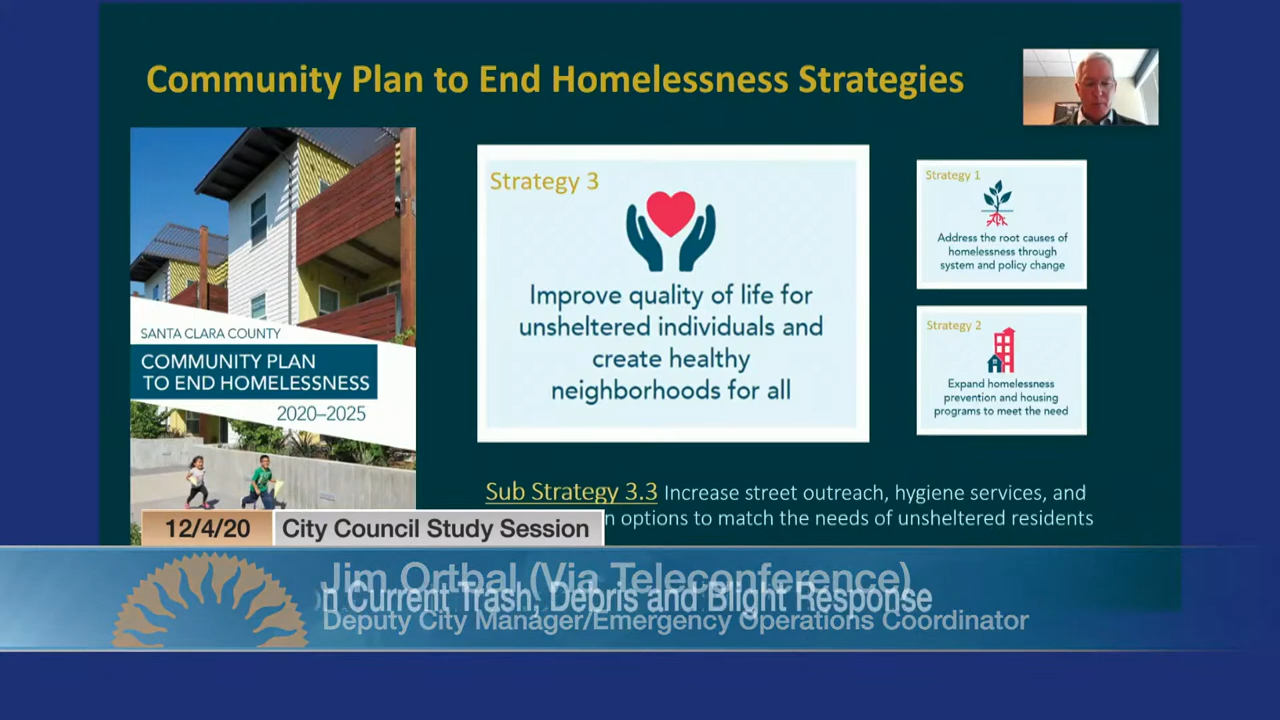 Community Plan to End Homelessness Strategies
SANTA CLARA COUNTY
COMMUNITY PLAN
TO END HOMELESSNESS
2020–2025
Strategy 3
Improve quality of life for
unsheltered individuals and
create healthy
neighborhoods for all
Strategy 1
Address the root causes of
homelessness through
system and policy change
Strategy 2
Expand homelessness
prevention and housing
programs to meet the need
Sub Strategy 3.3 Increase street outreach, hygiene services, and
n options to match the needs of unsheltered residents
12/4/20 City Council Study Session
Jim Ortbal (Via Teleconference)
n Current Trash, Debris and Blight Response
Deputy City Manager/Emergency Operations Coordinator